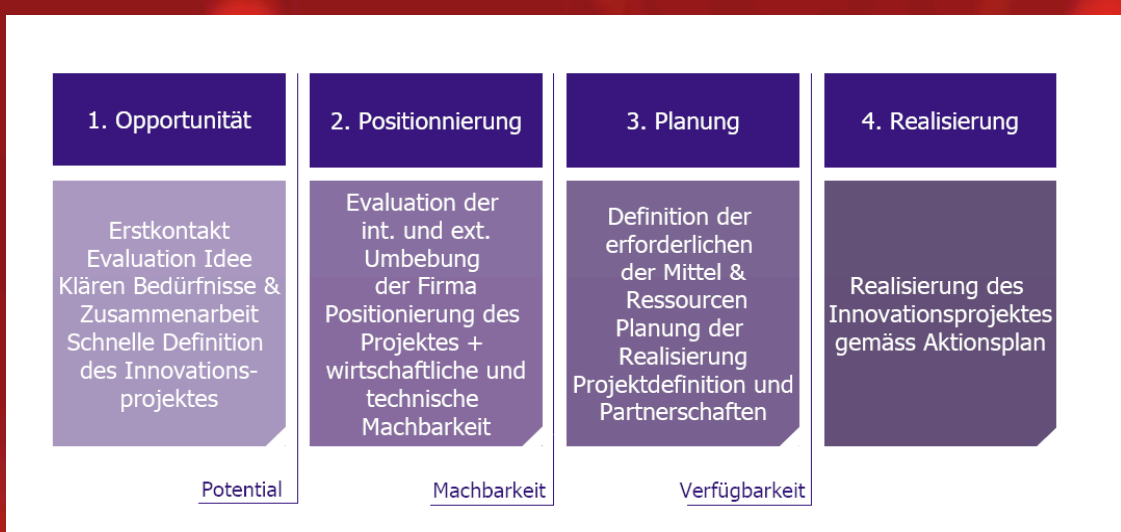 1. Opportunität
Erstkontakt
Evaluation Idee
Klären Bedürfnisse &
Zusammenarbeit
Schnelle Definition
des Innovations-
projektes
Potential
2. Positionnierung
Evaluation der
int. und ext.
Umbebung
der Firma
Positionierung des
Projektes +
wirtschaftliche und
technische
Machbarkeit
Machbarkeit
3. Planung
Definition der
erforderlichen
der Mittel &
Ressourcen
Planung der
Realisierung
Projektdefinition und
Partnerschaften
Verfügbarkeit
4. Realisierung
Realisierung des
Innovationsprojektes
gemäss Aktionsplan